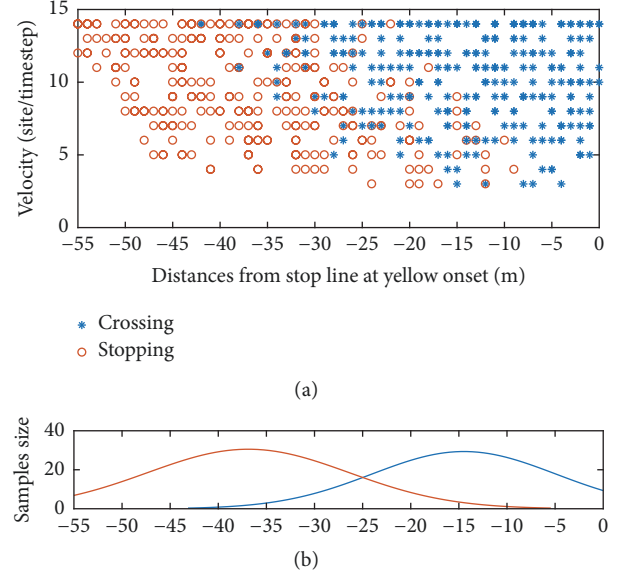 15
10
5
0
Velocity (site/timestep)
−55 −50 −45 −40 −35 −30 −25 −20 −15 −10 −5 0
Distances from stop line at yellow onset (m)
Crossing
Stopping
(a)
40
20
0
Samples size
−55 −50 −45 −40 −35 −30 −25 −20 −15 −10 −5 0
(b)